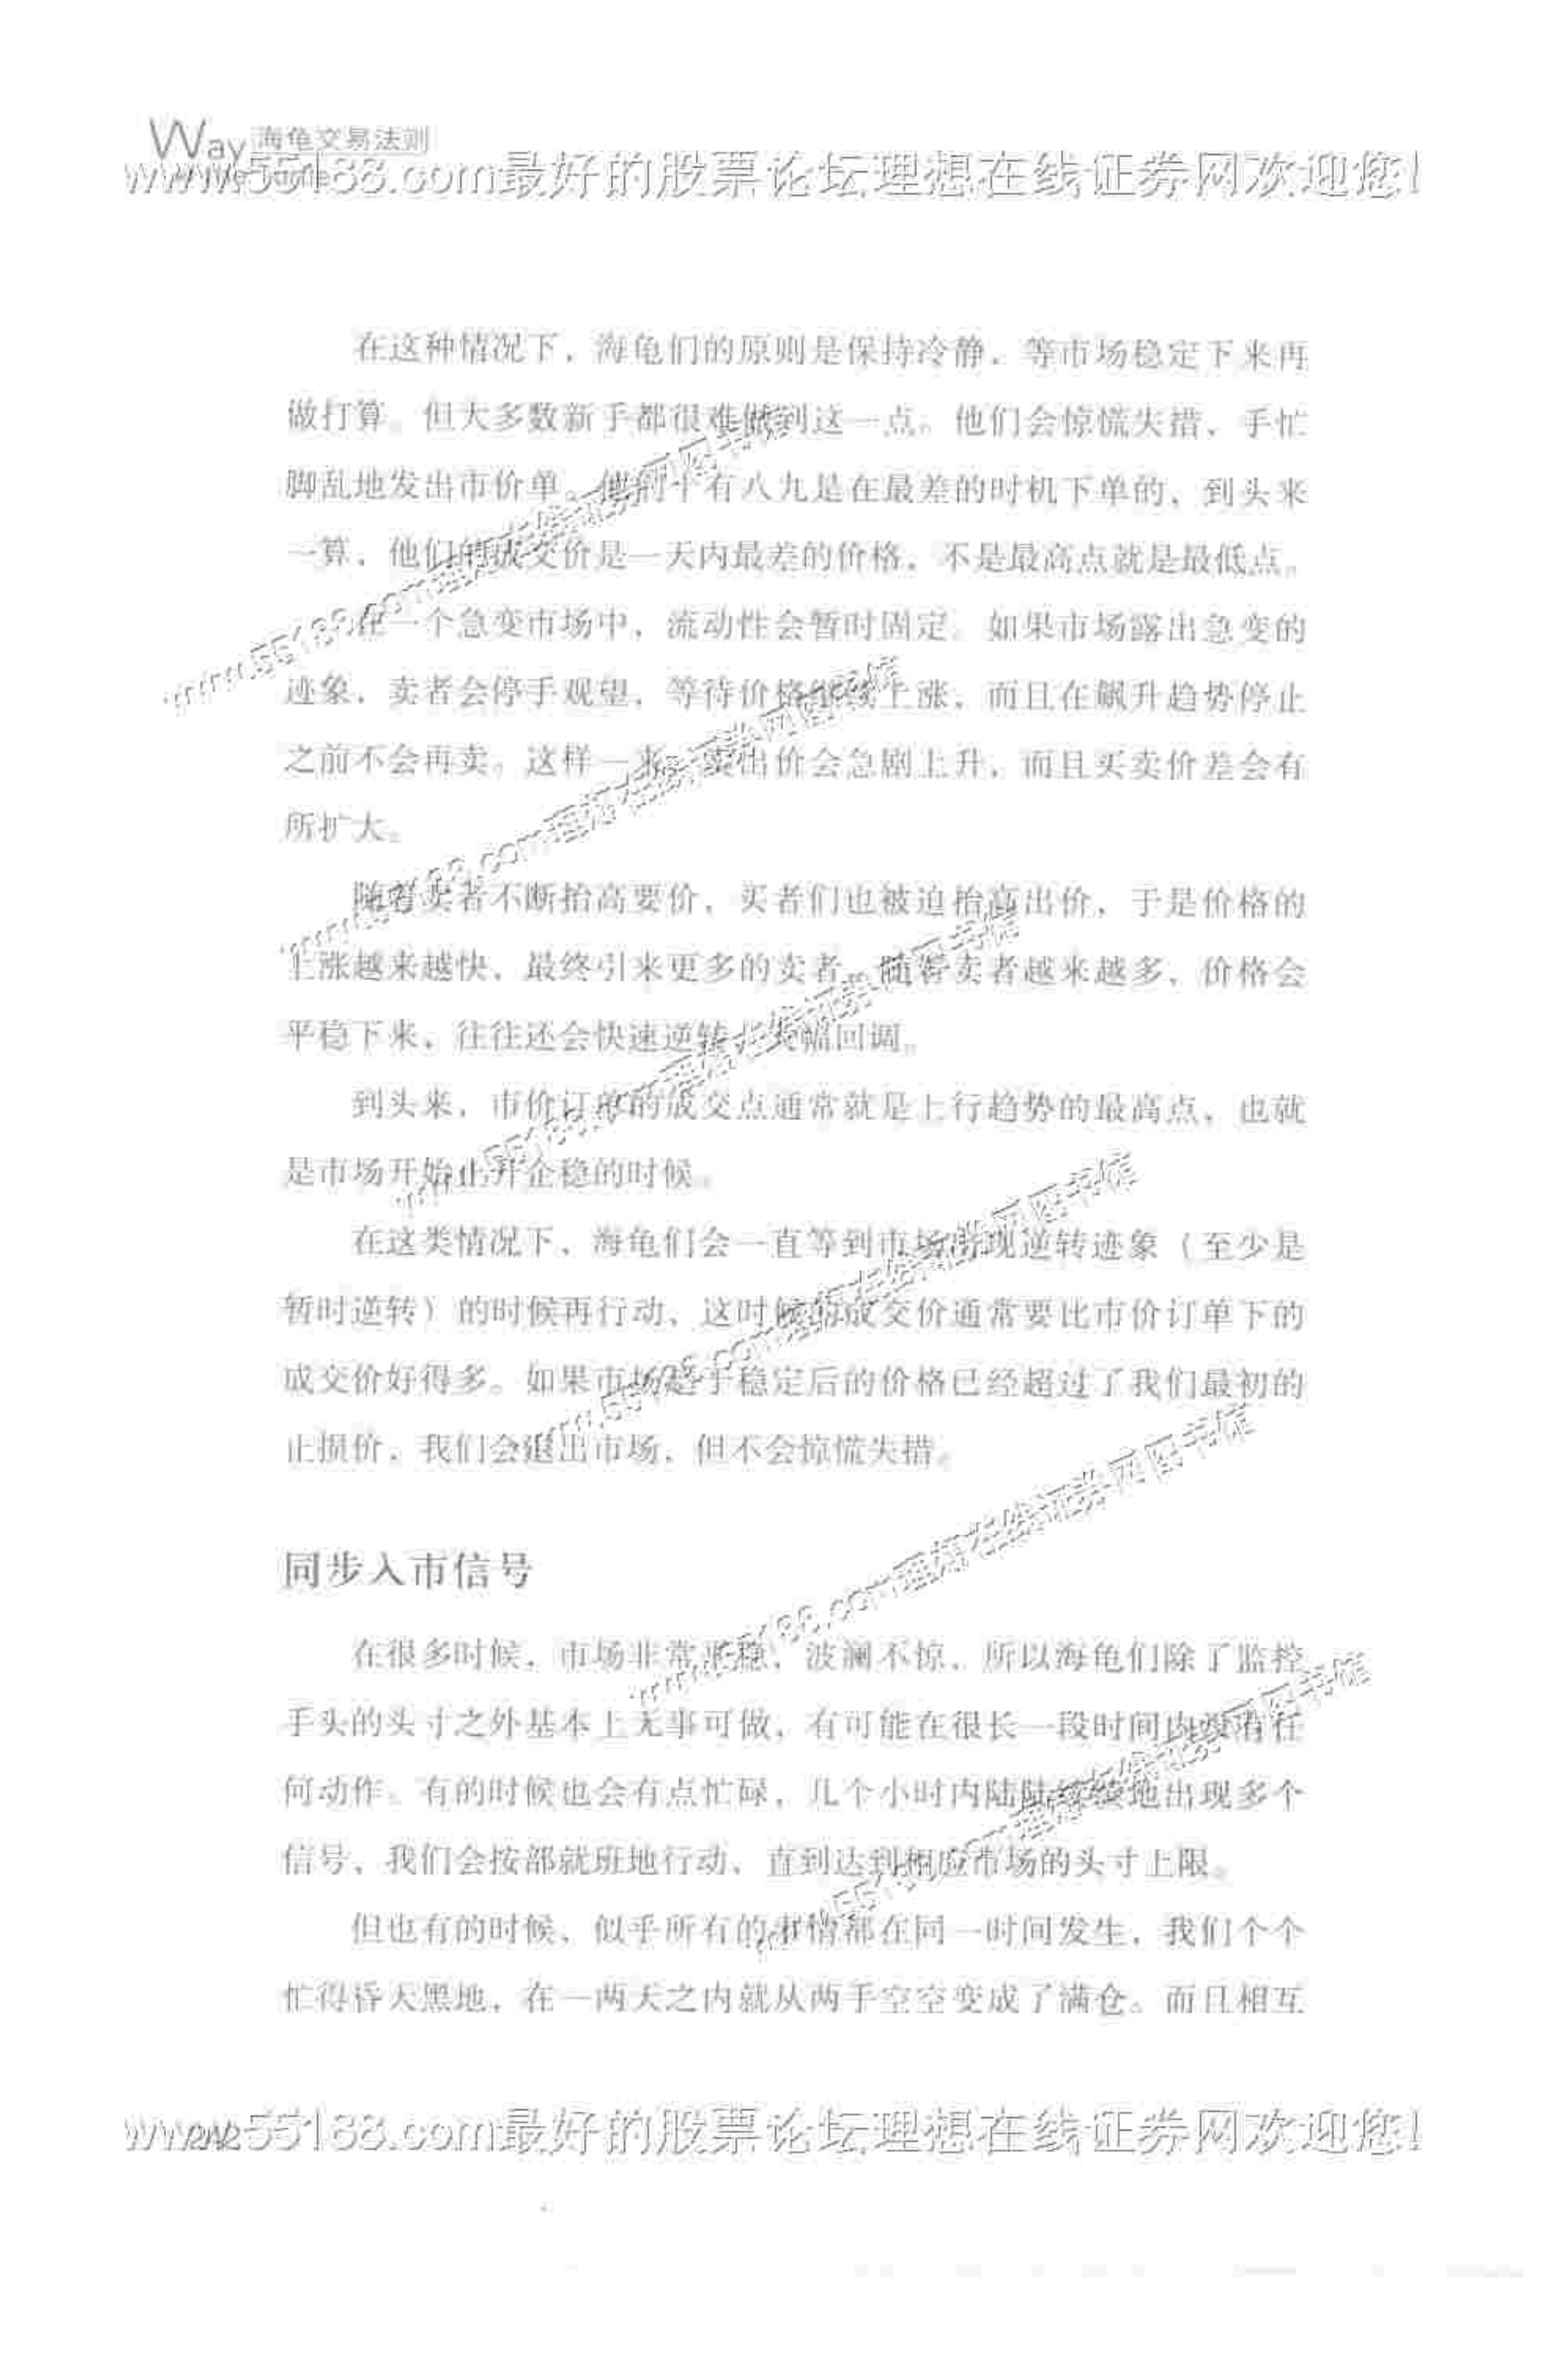 Way 海龟交易法则
www.55188.com最好的股票论坛理想在线证券网欢迎您!
在这种情况下，海龟们的原则是保持冷静，等市场稳定下来再
做打算。但大多数新手都很难做到这一点。他们会惊慌失措，手忙
脚乱地发出市价单。他们十有八九是在最差的时机下单的，到头来
一算，他们的成交价是一天内最差的价格，不是最高点就是最低点。
在一个急变市场中，流动性会暂时固定。如果市场露出急变的
迹象，卖者会停手观望，等待价格继续上涨，而且在飙升趋势停止
之前不会再卖。这样一来，卖出价会急剧上升，而且买卖价差会有
所扩大。
随着卖者不断抬高要价，买者们也被迫抬高出价，于是价格的
上涨越来越快，最终引来更多的卖者。随着卖者越来越多，价格会
平稳下来，往往还会快速逆转，大幅回调。
到头来，市价订单的成交点通常就是上行趋势的最高点，也就
是市场开始止升企稳的时候。
在这类情况下，海龟们会一直等到市场出现逆转迹象（至少是
暂时逆转）的时候再行动，这时候的成交价通常要比市价订单下的
成交价好得多。如果市场趋于稳定后的价格已经超过了我们最初的
止损价，我们会退出市场，但不会惊慌失措。
同步入市信号
在很多时候，市场非常平稳，波澜不惊，所以海龟们除了监控
手头的头寸之外基本上无事可做，有可能在很长一段时间内没有任
何动作。有的时候也会有点忙碌，几个小时内陆陆续续地出现多个
信号，我们会按部就班地行动，直到达到相应市场的头寸上限。
但也有的时候，似乎所有的事情都在同一时间发生，我们个个
忙得昏天黑地，在一两天之内就从两手空空变成了满仓。而且相互
www.55188.com最好的股票论坛理想在线证券网欢迎您!